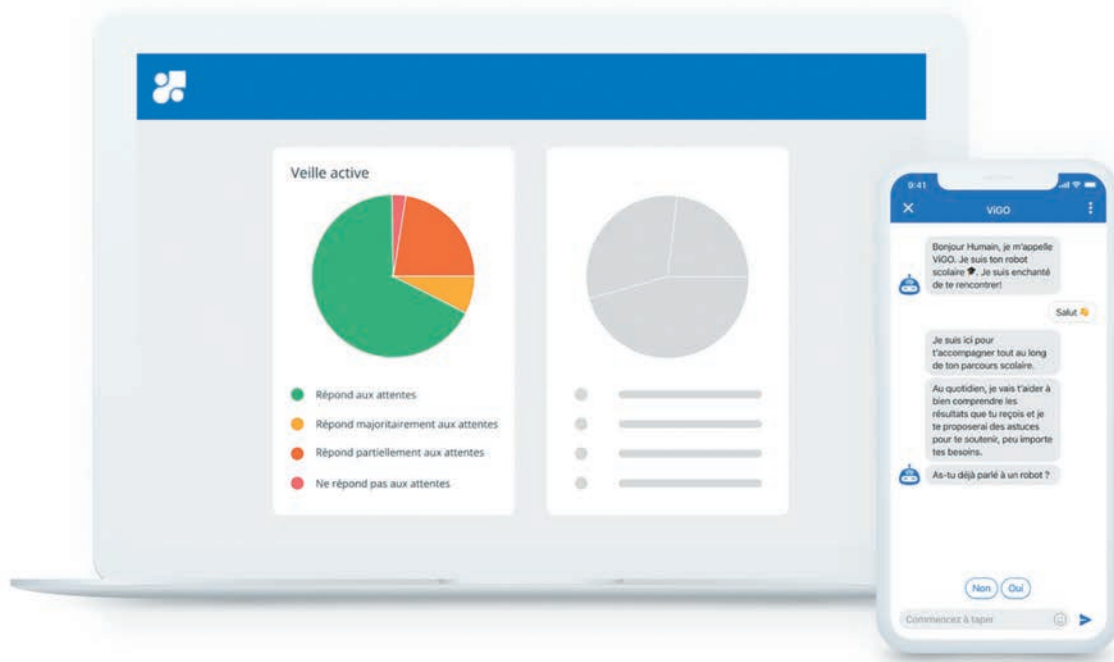 Veille active
Répond aux attentes
Répond majoritairement aux attentes
Répond partiellement aux attentes
Ne répond pas aux attentes
9:41
ViGO
Bonjour Humain, je m'appelle
ViGO. Je suis ton robot
scolaire 🎓. Je suis enchanté
de te rencontrer!
Salut 👋
Je suis ici pour
t'accompagner tout au long
de ton parcours scolaire.
Au quotidien, je vais t'aider à
bien comprendre les
résultats que tu reçois et je
te proposerai des astuces
pour te soutenir, peu importe
tes besoins.
As-tu déjà parlé à un robot ?
Non Oui
Commencez à taper